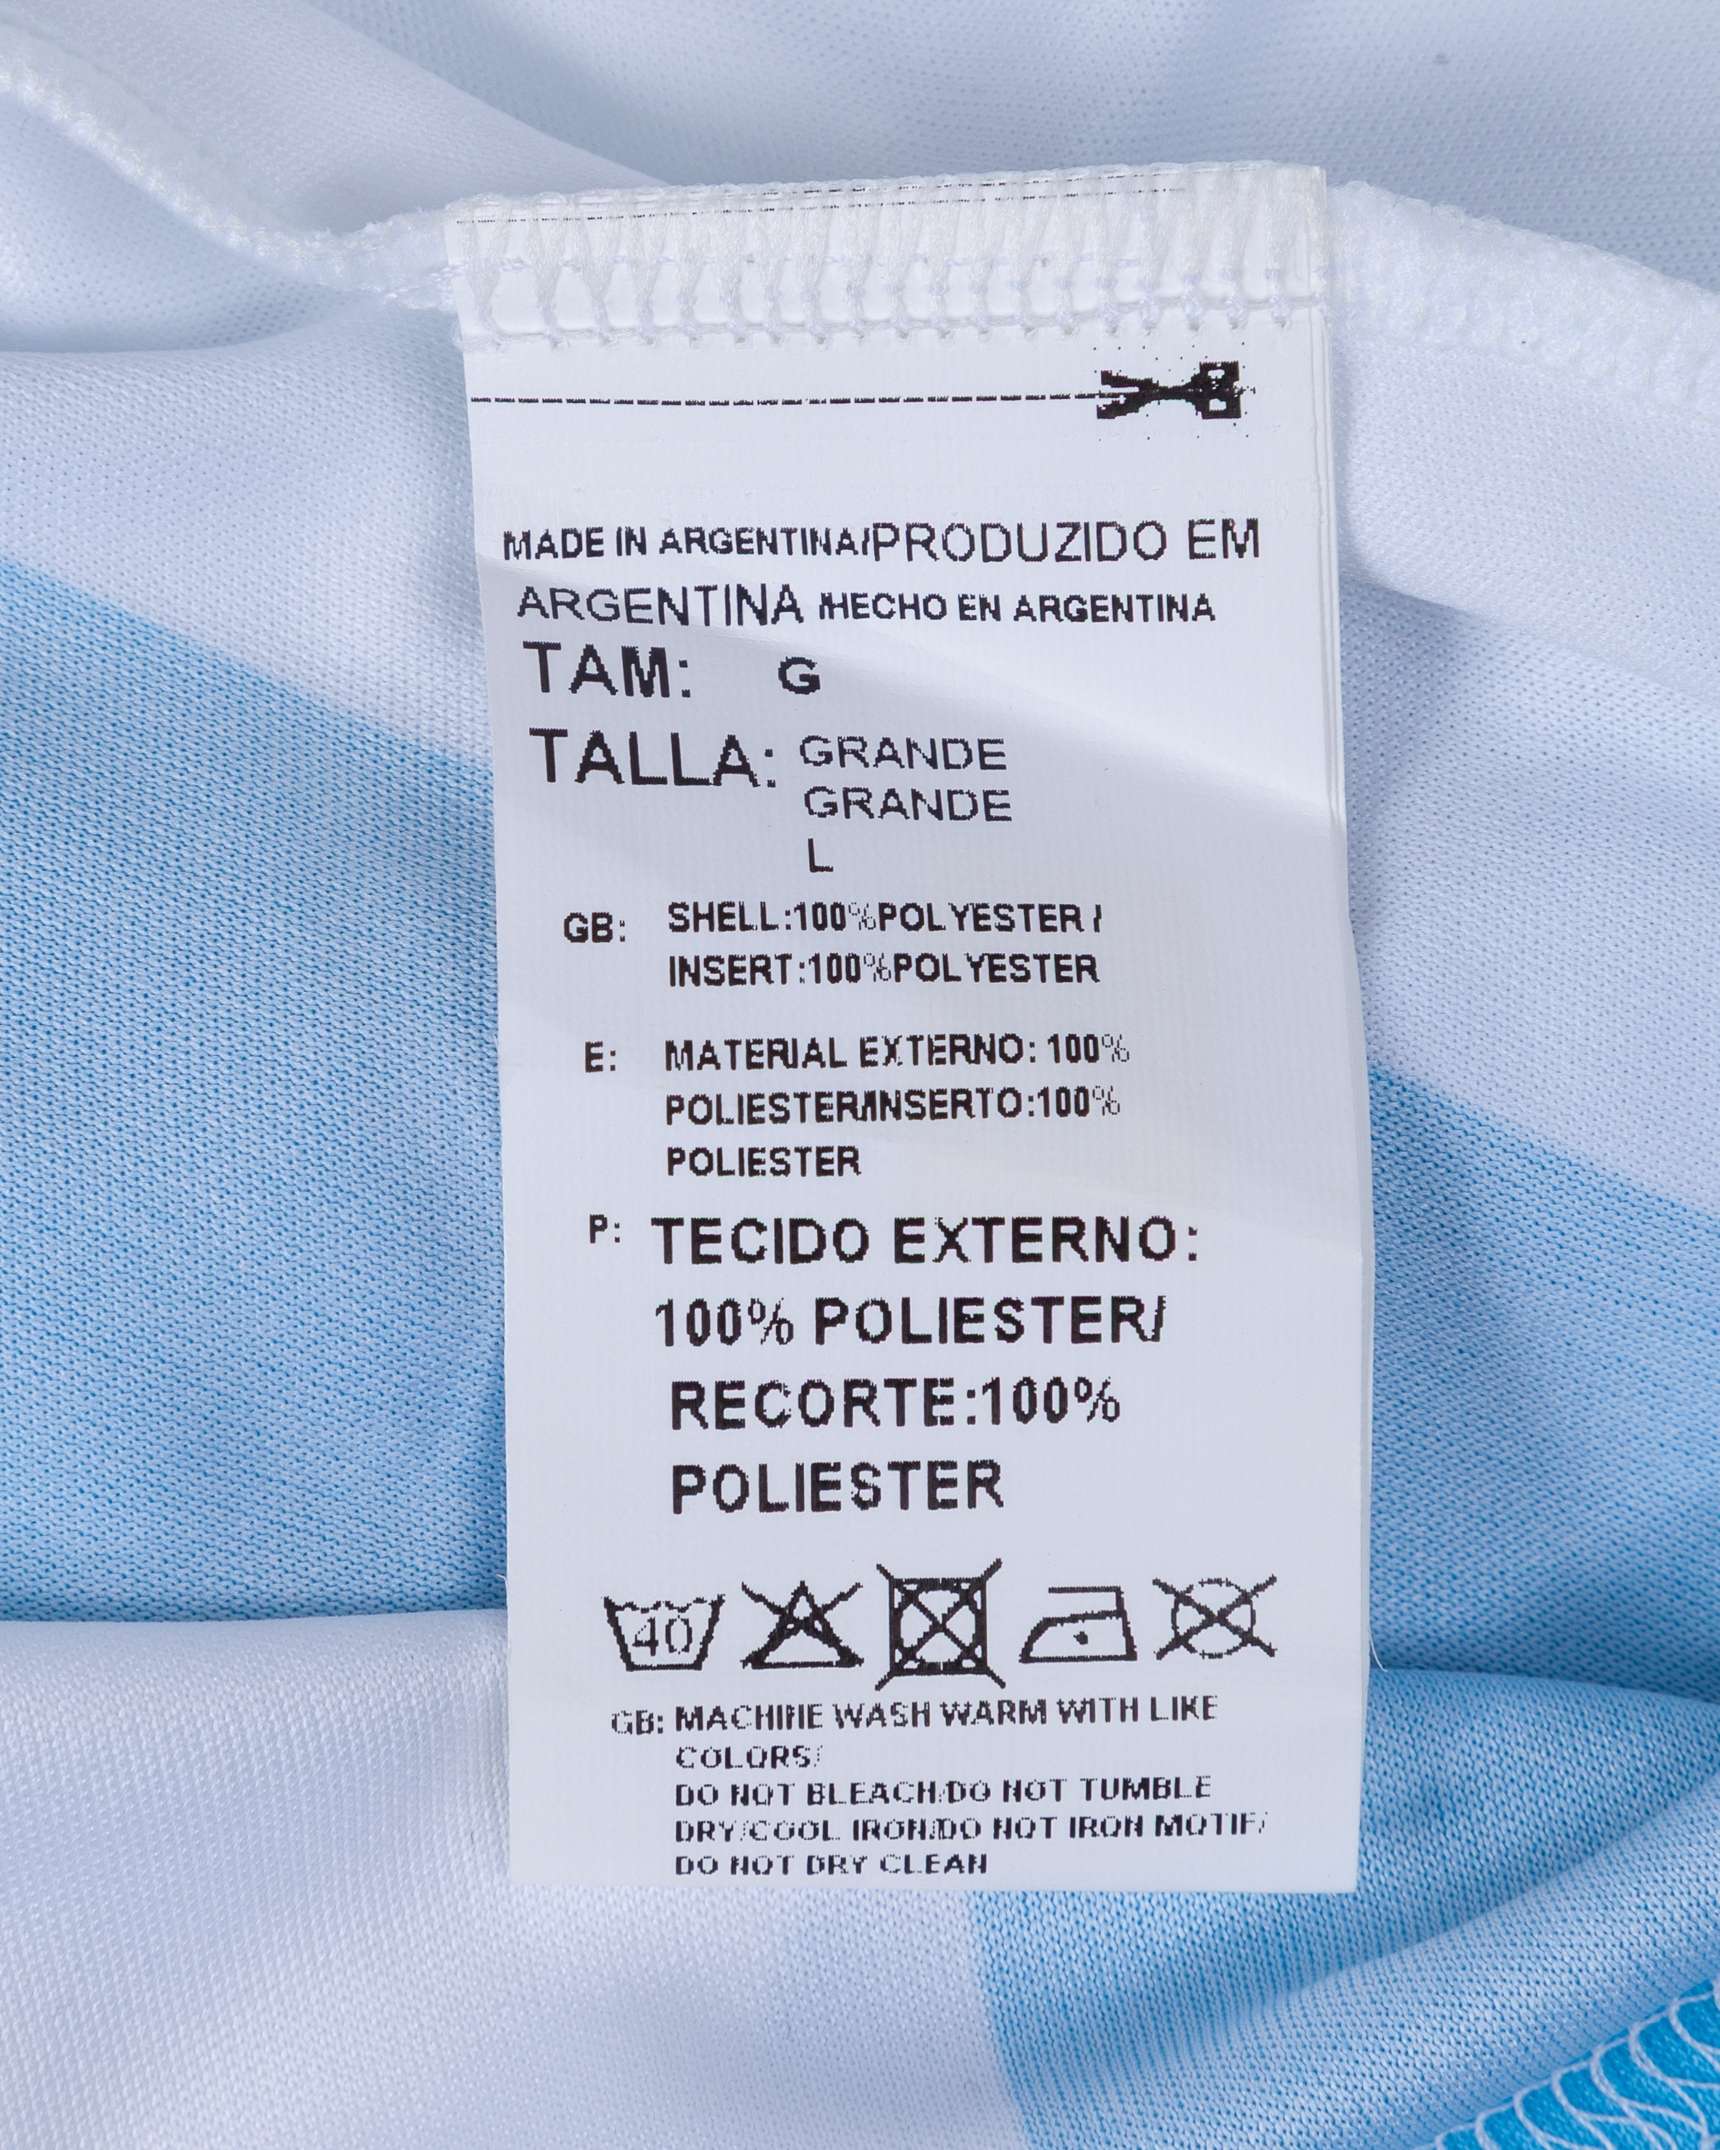 MADE IN ARGENTINA/PRODUZIDO EM
ARGENTINA /HECHO EN ARGENTINA
TAM: G
TALLA: GRANDE
GRANDE
L
GB: SHELL:100%POLYESTER /
INSERT:100%POLYESTER
E: MATERIAL EXTERNO: 100%
POLIESTER/INSERTO:100%
POLIESTER
P: TECIDO EXTERNO:
100% POLIESTER/
RECORTE:100%
POLIESTER
40
GB: MACHINE WASH WARM WITH LIKE
COLORS/
DO NOT BLEACH/DO NOT TUMBLE
DRY/COOL IRON/DO NOT IRON MOTIF/
DO NOT DRY CLEAN